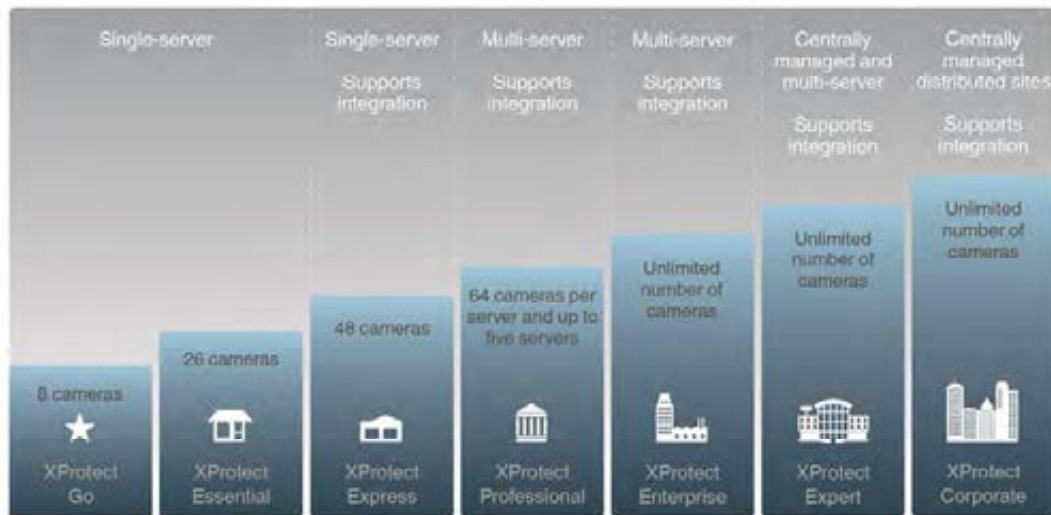 Single-server
Single-server
Supports
integration
Multi-server
Supports
integration
Multi-server
Supports
integration
Centrally
managed and
multi-server
Supports
integration
Centrally
managed
distributed sites
Supports
integration
8 cameras
XProtect
Go
26 cameras
XProtect
Essential
48 cameras
XProtect
Express
64 cameras per
server and up to
five servers
XProtect
Professional
Unlimited
number of
cameras
XProtect
Enterprise
Unlimited
number of
cameras
XProtect
Expert
Unlimited
number of
cameras
XProtect
Corporate